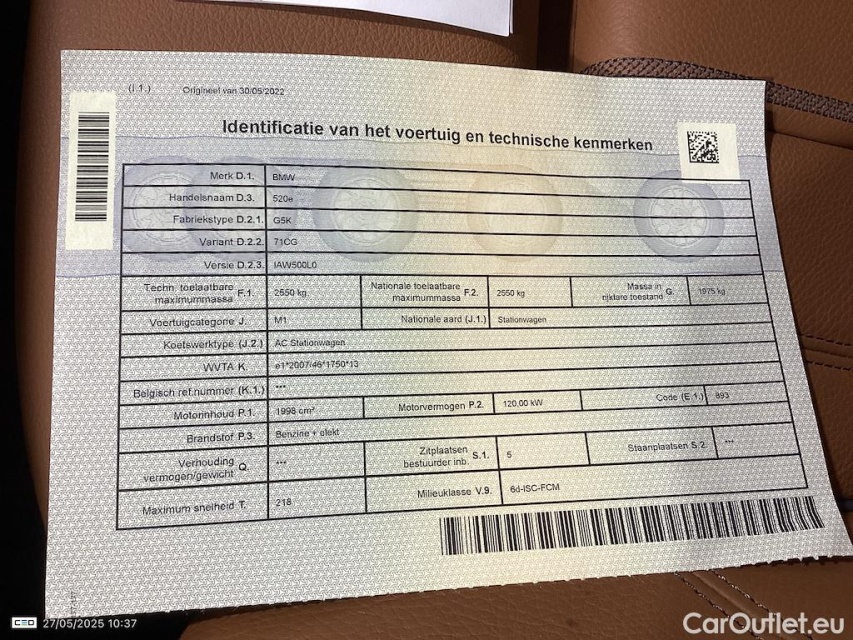 (I.1.) Origineel van 30/05/2022
Identificatie van het voertuig en technische kenmerken
Merk D.1. BMW
Handelsnaam D.3. 520e
Fabriekstype D.2.1. G5K
Variant D.2.2. 71CG
Versie D.2.3. IAW500L0
Techn. toelaatbare maximummassa F.1. 2550 kg Nationale toelaatbare maximummassa F.2. 2550 kg Massa in rijklare toestand G. 1975 kg
Voertuigcategorie J. M1 Nationale aard (J.1.) Stationwagen
Koetswerktype (J.2.) AC Stationwagen
WVTA K. e1*2007/46*1750*13
Belgisch ref.nummer (K.1.) ---
Motorinhoud P.1. 1998 cm³ Motorvermogen P.2. 120.00 kW Code (E.1.) 893
Brandstof P.3. Benzine + elekt
Verhouding vermogen/gewicht Q. --- Zitplaatsen bestuurder inb. S.1. 5 Staanplaatsen S.2. ---
Maximum snelheid T. 218 Milieuklasse V.9. 6d-ISC-FCM
27/05/2025 10:37
CarOutlet.eu